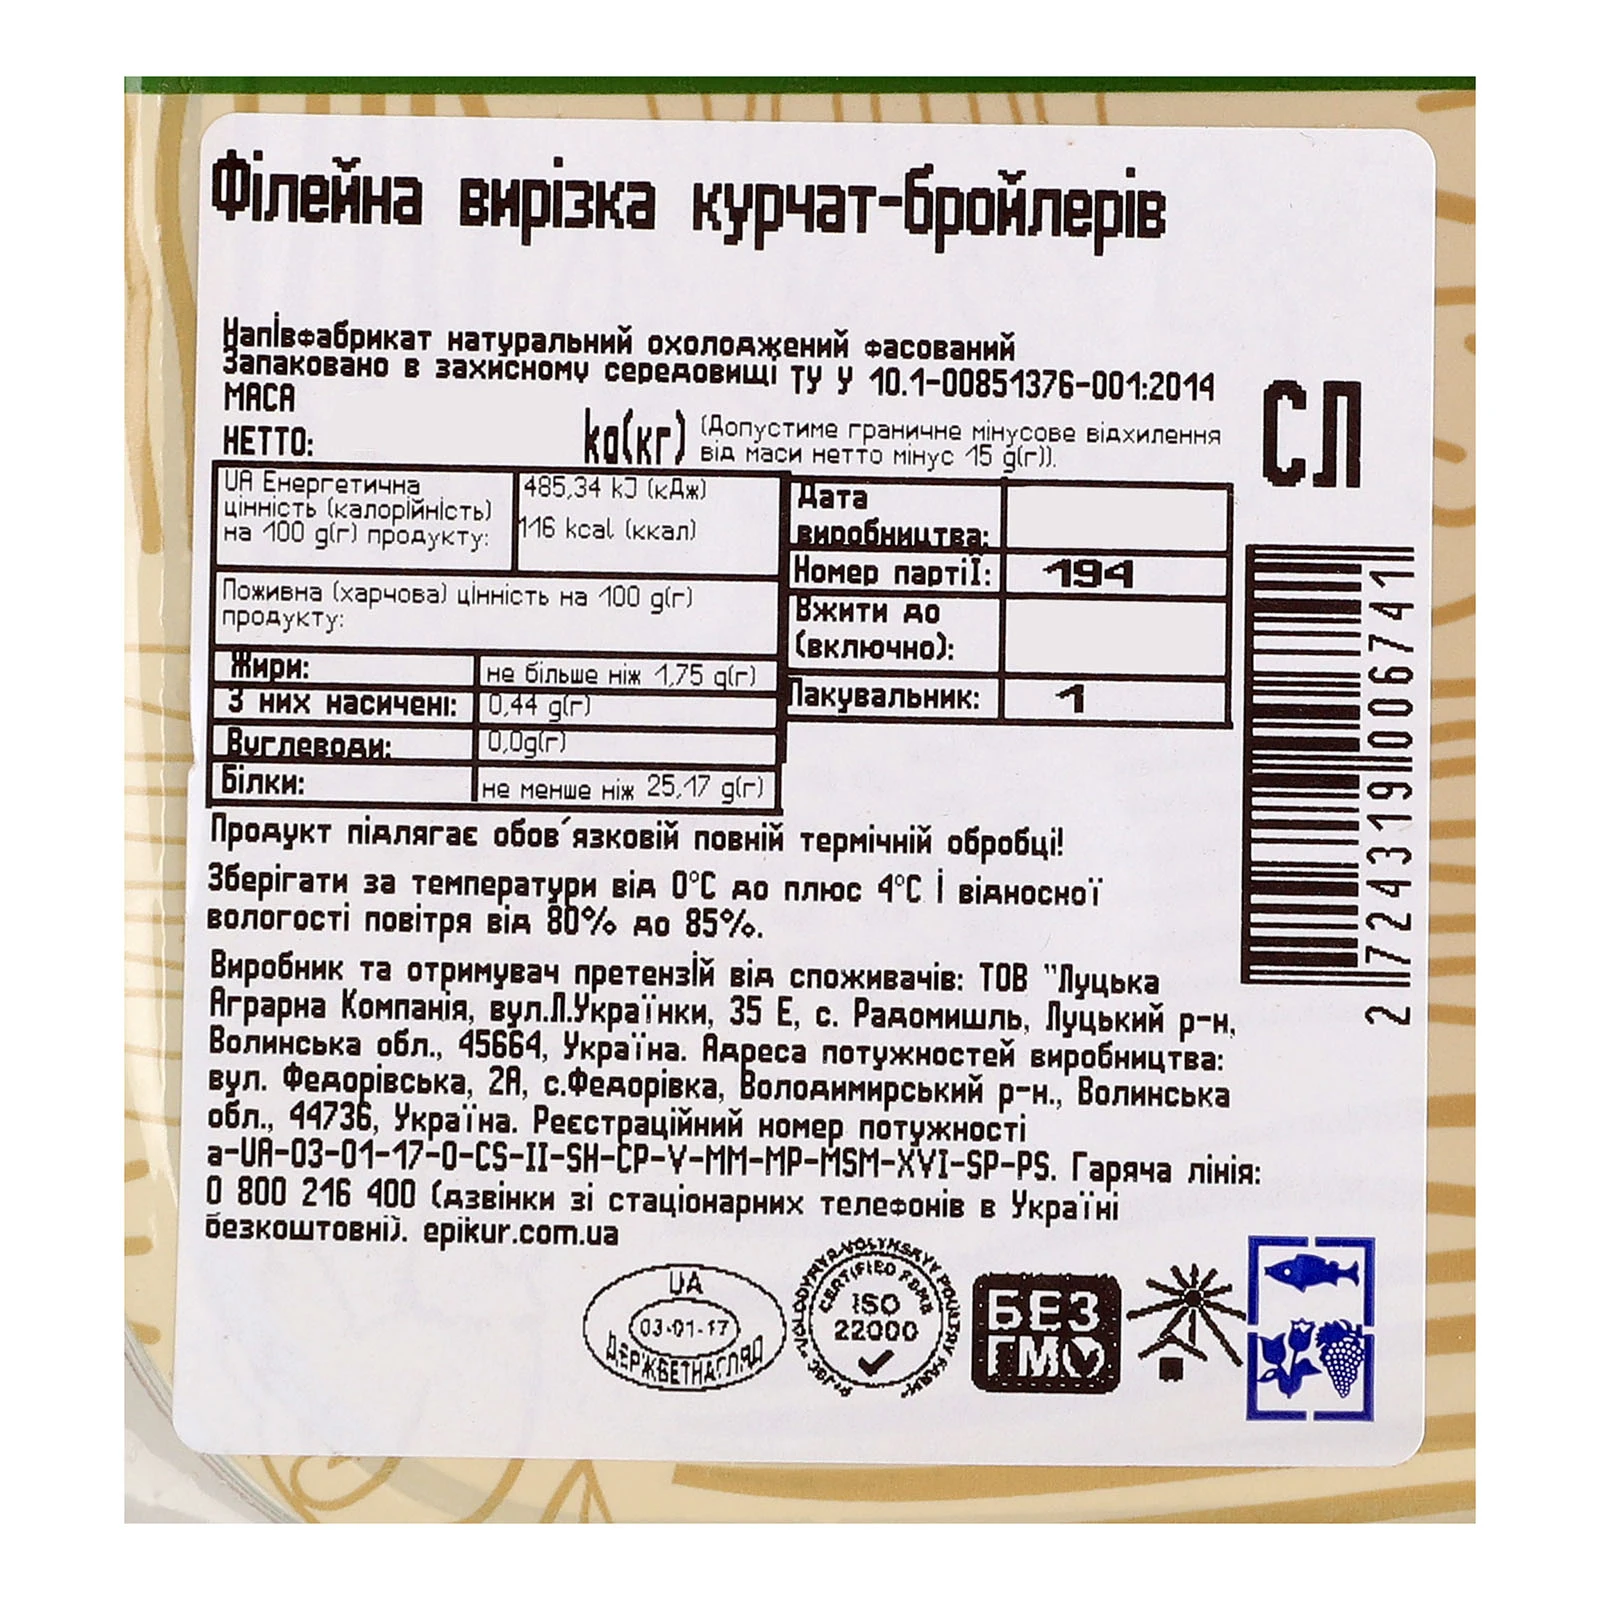 Філейна вирізка курчат-бройлерів
Напівфабрикат натуральний охолоджений фасований
Запаковано в захисному середовищі ТУ У 10.1-00851376-001:2014
МАСА
НЕТТО: kg(кг) (Допустиме граничне мінусове відхилення
від маси нетто мінус 15 g(г)).
СЛ
UA Енергетична
цінність (калорійність)
на 100 g(г) продукту:
485,34 kJ (кДж)
116 kcal (ккал)
Поживна (харчова) цінність на 100 g(г)
продукту:
Жири: не більше ніж 1,75 g(г)
З них насичені: 0,44 g(г)
Вуглеводи: 0,0g(г)
Білки: не менше ніж 25,17 g(г)
Дата
виробництва:
Номер партії: 194
Вжити до
(включно):
Пакувальник: 1
2724319006741
Продукт підлягає обов´язковій повній термічній обробці!
Зберігати за температури від 0°С до плюс 4°С і відносної
вологості повітря від 80% до 85%.
Виробник та отримувач претензій від споживачів: ТОВ "Луцька
Аграрна Компанія, вул.Л.Українки, 35 Е, с. Радомишль, Луцький р-н,
Волинська обл., 45664, Україна. Адреса потужностей виробництва:
вул. Федорівська, 2А, с.Федорівка, Володимирський р-н., Волинська
обл., 44736, Україна. Реєстраційний номер потужності
a-UA-03-01-17-0-CS-II-SH-CP-V-MM-MP-MSM-XVI-SP-PS. Гаряча лінія:
0 800 216 400 (дзвінки зі стаціонарних телефонів в Україні
безкоштовні). epikur.com.ua
UA
03-01-17
ДЕРЖВЕТНАГЛЯД
CERTIFIED
ISO
22000
БЕЗ
ГМО